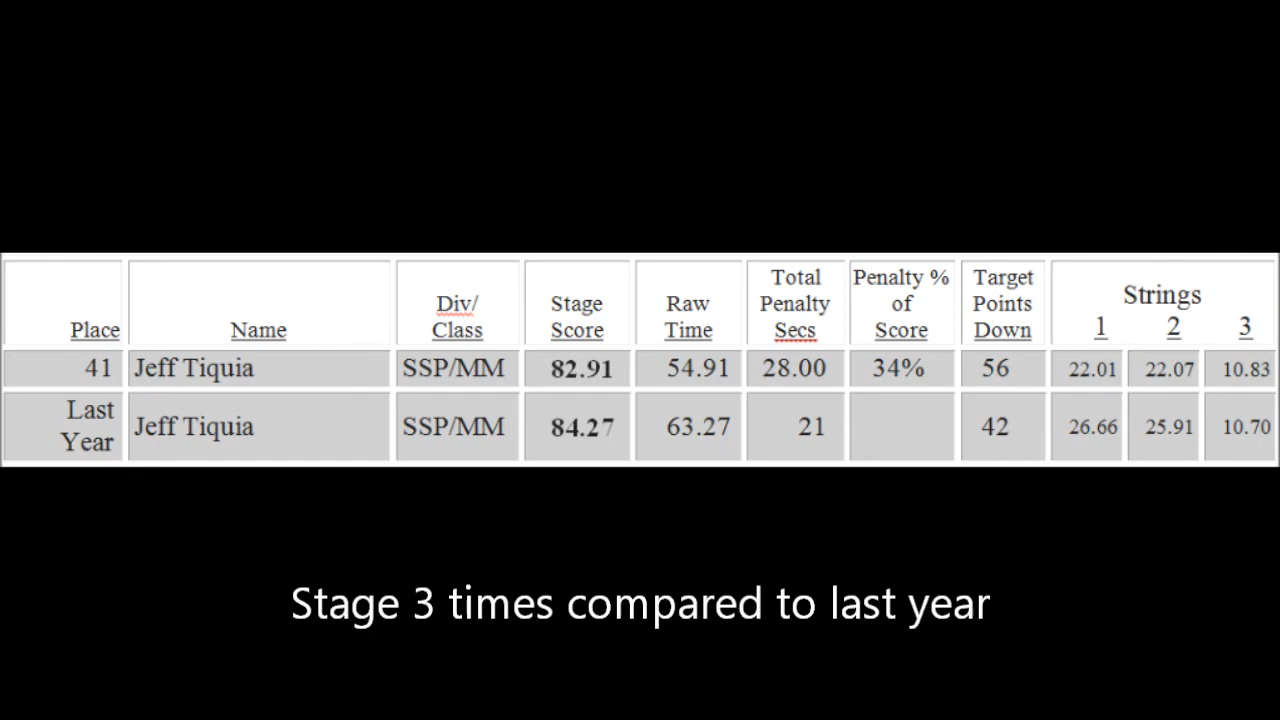 Place Name Div/ Class Stage Score Raw Time Total Penalty Secs Penalty % of Score Target Points Down Strings 1 2 3
41 Jeff Tiquia SSP/MM 82.91 54.91 28.00 34% 56 22.01 22.07 10.83
Last Year Jeff Tiquia SSP/MM 84.27 63.27 21 42 26.66 25.91 10.70
Stage 3 times compared to last year